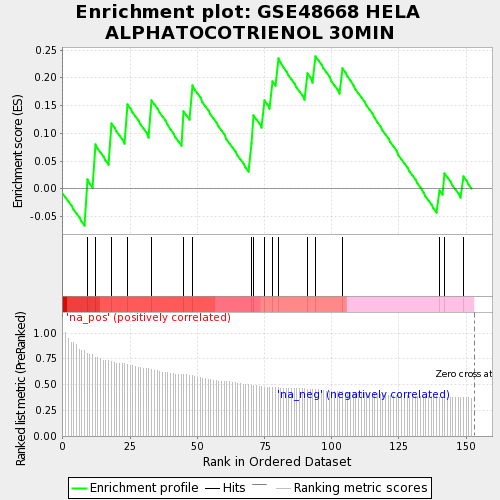 Enrichment plot: GSE48668 HELA
ALPHATOCOTRIENOL 30MIN
Enrichment score (ES)
0.25
0.20
0.15
0.10
0.05
0.00
-0.05
'na_pos' (positively correlated)
Ranked list metric (PreRanked)
1.00
0.75
0.50
0.25
0.00
Zero cross at
'na_neg' (negatively correlated)
0 25 50 75 100 125 150
Rank in Ordered Dataset
Enrichment profile Hits Ranking metric scores